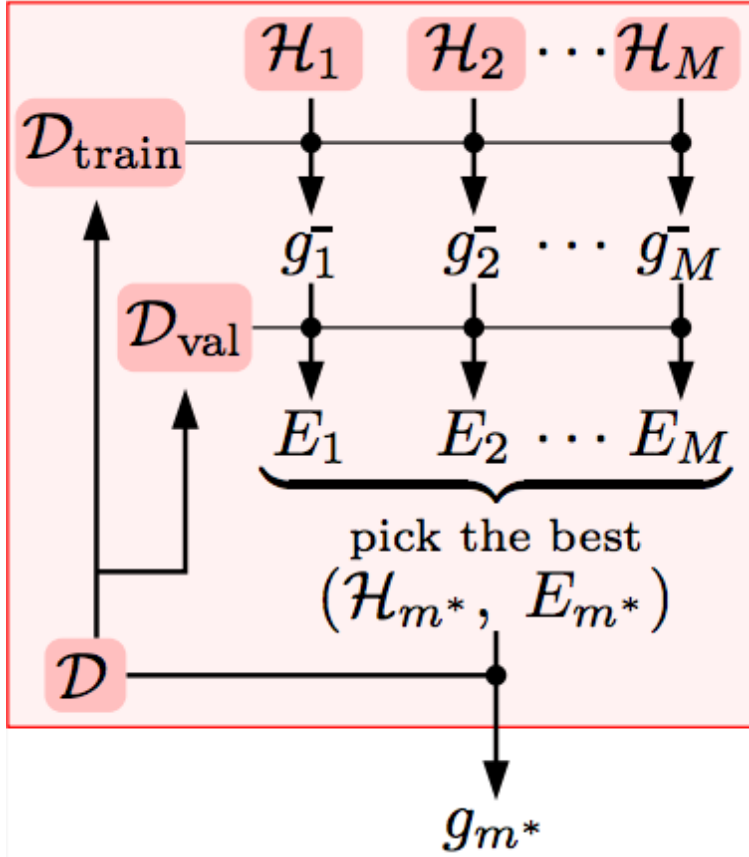 ℋ₁ ℋ₂ ⋯ ℋ_M
𝒟_train
g₁⁻ g₂⁻ ⋯ g_M⁻
𝒟_val
E₁ E₂ ⋯ E_M
pick the best
(ℋ_{m*}, E_{m*})
𝒟
g_{m*}